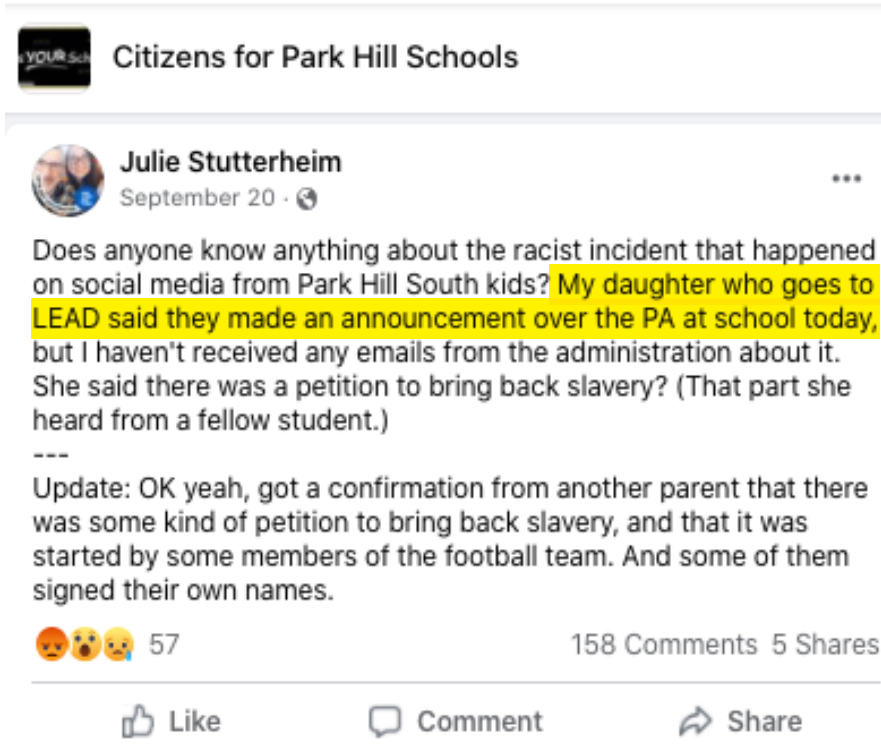 YOUR Sch
Citizens for Park Hill Schools
Julie Stutterheim
September 20 ·
Does anyone know anything about the racist incident that happened
on social media from Park Hill South kids? My daughter who goes to
LEAD said they made an announcement over the PA at school today,
but I haven't received any emails from the administration about it.
She said there was a petition to bring back slavery? (That part she
heard from a fellow student.)
---
Update: OK yeah, got a confirmation from another parent that there
was some kind of petition to bring back slavery, and that it was
started by some members of the football team. And some of them
signed their own names.
57 158 Comments 5 Shares
Like Comment Share